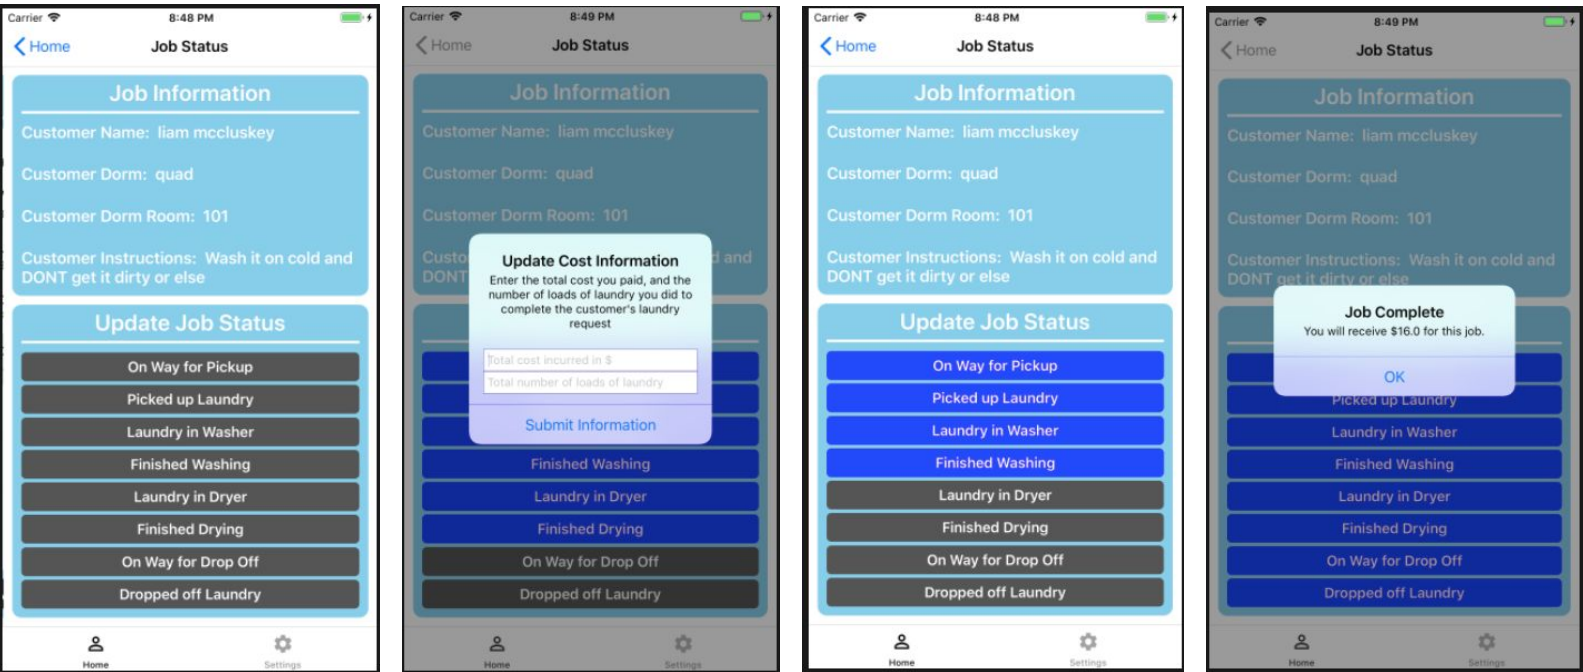 Carrier 8:48 PM
Home Job Status
Job Information
Customer Name: liam mccluskey
Customer Dorm: quad
Customer Dorm Room: 101
Customer Instructions: Wash it on cold and
DONT get it dirty or else
Update Job Status
On Way for Pickup
Picked up Laundry
Laundry in Washer
Finished Washing
Laundry in Dryer
Finished Drying
On Way for Drop Off
Dropped off Laundry
Home Settings
Carrier 8:49 PM
Home Job Status
Job Information
Customer Name: liam mccluskey
Customer Dorm: quad
Customer Dorm Room: 101
Update Cost Information
Enter the total cost you paid, and the
number of loads of laundry you did to
complete the customer's laundry
request
Total cost incurred in $
Total number of loads of laundry
Submit Information
Finished Washing
Laundry in Dryer
Finished Drying
On Way for Drop Off
Dropped off Laundry
Home Settings
Carrier 8:48 PM
Home Job Status
Job Information
Customer Name: liam mccluskey
Customer Dorm: quad
Customer Dorm Room: 101
Customer Instructions: Wash it on cold and
DONT get it dirty or else
Update Job Status
On Way for Pickup
Picked up Laundry
Laundry in Washer
Finished Washing
Laundry in Dryer
Finished Drying
On Way for Drop Off
Dropped off Laundry
Home Settings
Carrier 8:49 PM
Home Job Status
Job Information
Customer Name: liam mccluskey
Customer Dorm: quad
Customer Dorm Room: 101
Customer Instructions: Wash it on cold and
DONT get it dirty or else
Job Complete
You will receive $16.0 for this job.
OK
Picked up Laundry
Laundry in Washer
Finished Washing
Laundry in Dryer
Finished Drying
On Way for Drop Off
Dropped off Laundry
Home Settings